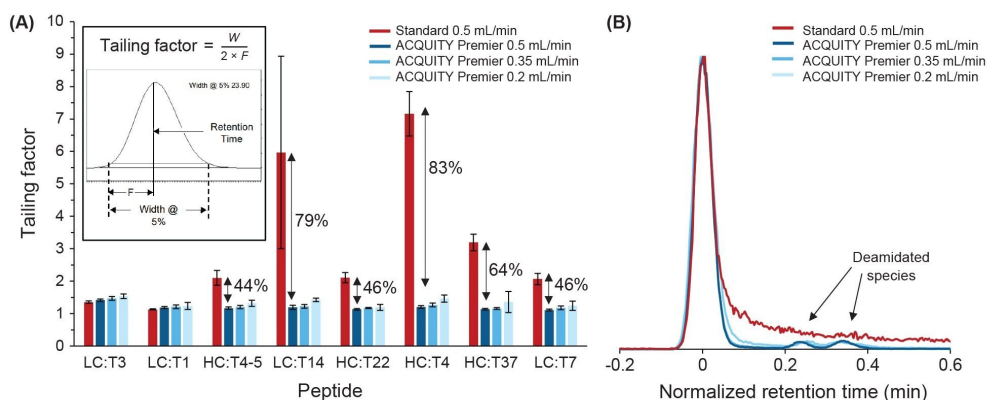 (A)
Tailing factor
10
9
8
7
6
5
4
3
2
1
0
Tailing factor = W / 2 × F
Width @ 5% 23.90
Retention
Time
F
Width @
5%
Standard 0.5 mL/min
ACQUITY Premier 0.5 mL/min
ACQUITY Premier 0.35 mL/min
ACQUITY Premier 0.2 mL/min
44%
79%
46%
83%
64%
46%
LC:T3 LC:T1 HC:T4-5 LC:T14 HC:T22 HC:T4 HC:T37 LC:T7
Peptide
(B)
Standard 0.5 mL/min
ACQUITY Premier 0.5 mL/min
ACQUITY Premier 0.35 mL/min
ACQUITY Premier 0.2 mL/min
Deamidated
species
-0.2 0 0.2 0.4 0.6
Normalized retention time (min)